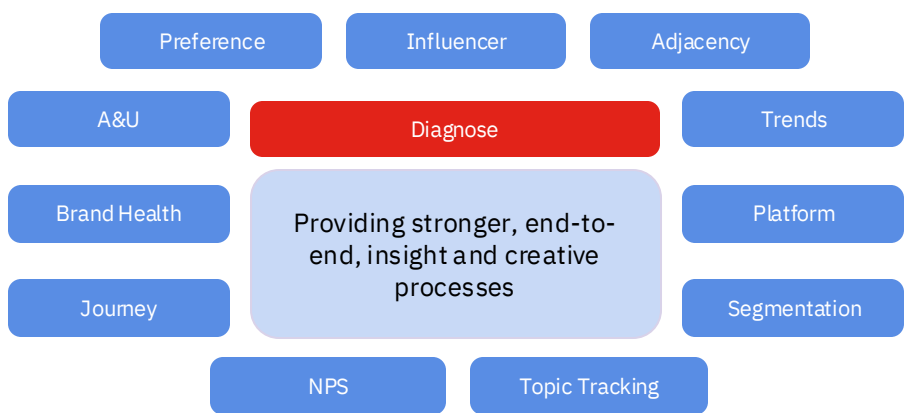 Preference
Influencer
Adjacency
A&U
Diagnose
Trends
Brand Health
Providing stronger, end-to-
end, insight and creative
processes
Platform
Journey
Segmentation
NPS
Topic Tracking